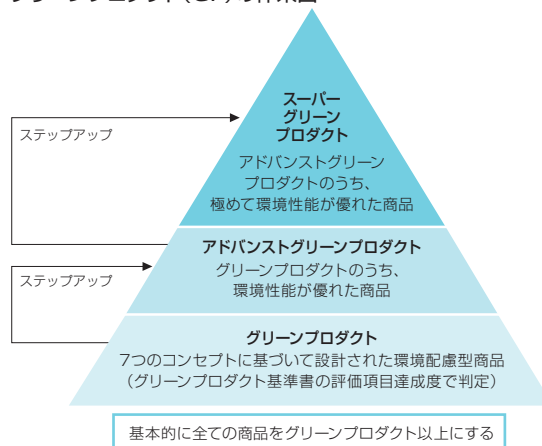 スーパー
グリーン
プロダクト
アドバンストグリーン
プロダクトのうち、
極めて環境性能が優れた商品
ステップアップ
アドバンストグリーンプロダクト
グリーンプロダクトのうち、
環境性能が優れた商品
ステップアップ
グリーンプロダクト
7つのコンセプトに基づいて設計された環境配慮型商品
（グリーンプロダクト基準書の評価項目達成度で判定）
基本的に全ての商品をグリーンプロダクト以上にする